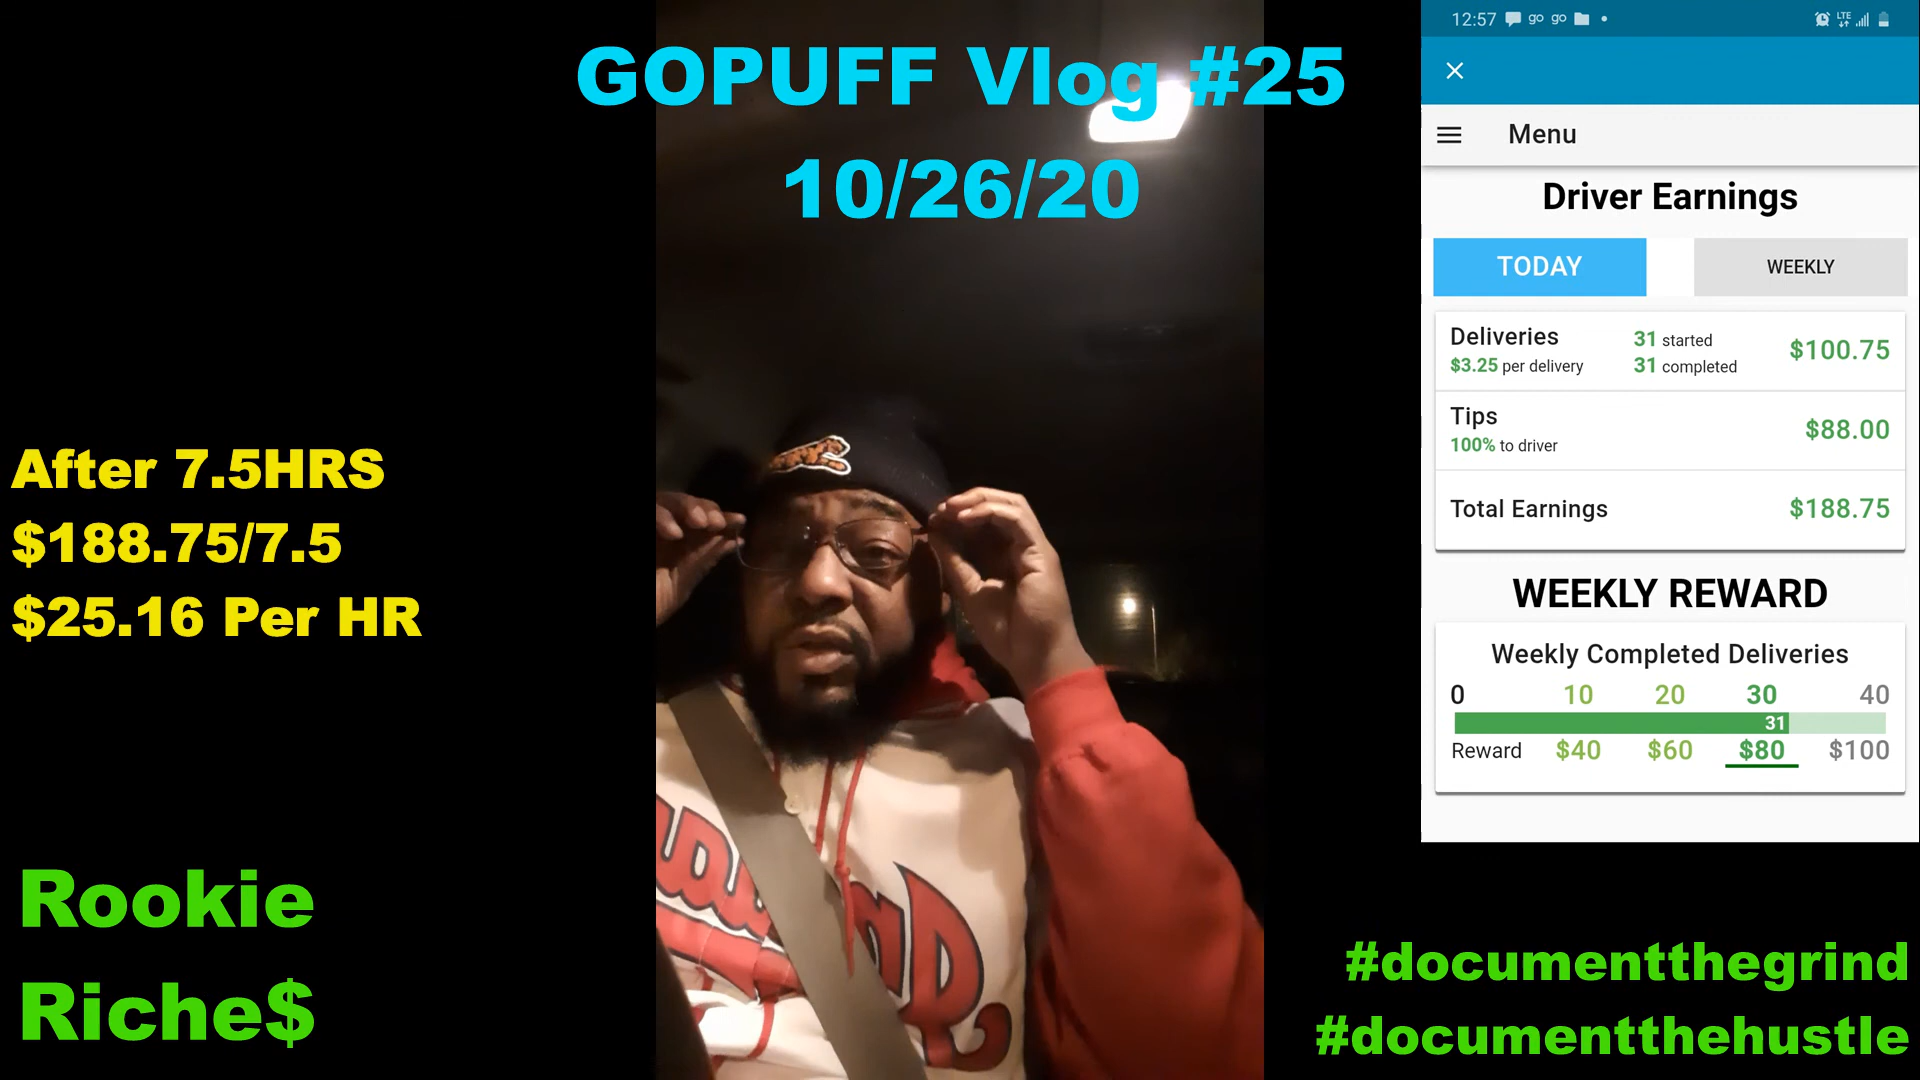 GOPUFF Vlog #25
10/26/20
After 7.5HRS
$188.75/7.5
$25.16 Per HR
Rookie
Riche$
12:57 go go LTE
Menu
Driver Earnings
TODAY WEEKLY
Deliveries 31 started $100.75
$3.25 per delivery 31 completed
Tips $88.00
100% to driver
Total Earnings $188.75
WEEKLY REWARD
Weekly Completed Deliveries
0 10 20 30 40
31
Reward $40 $60 $80 $100
#documentthegrind
#documentthehustle